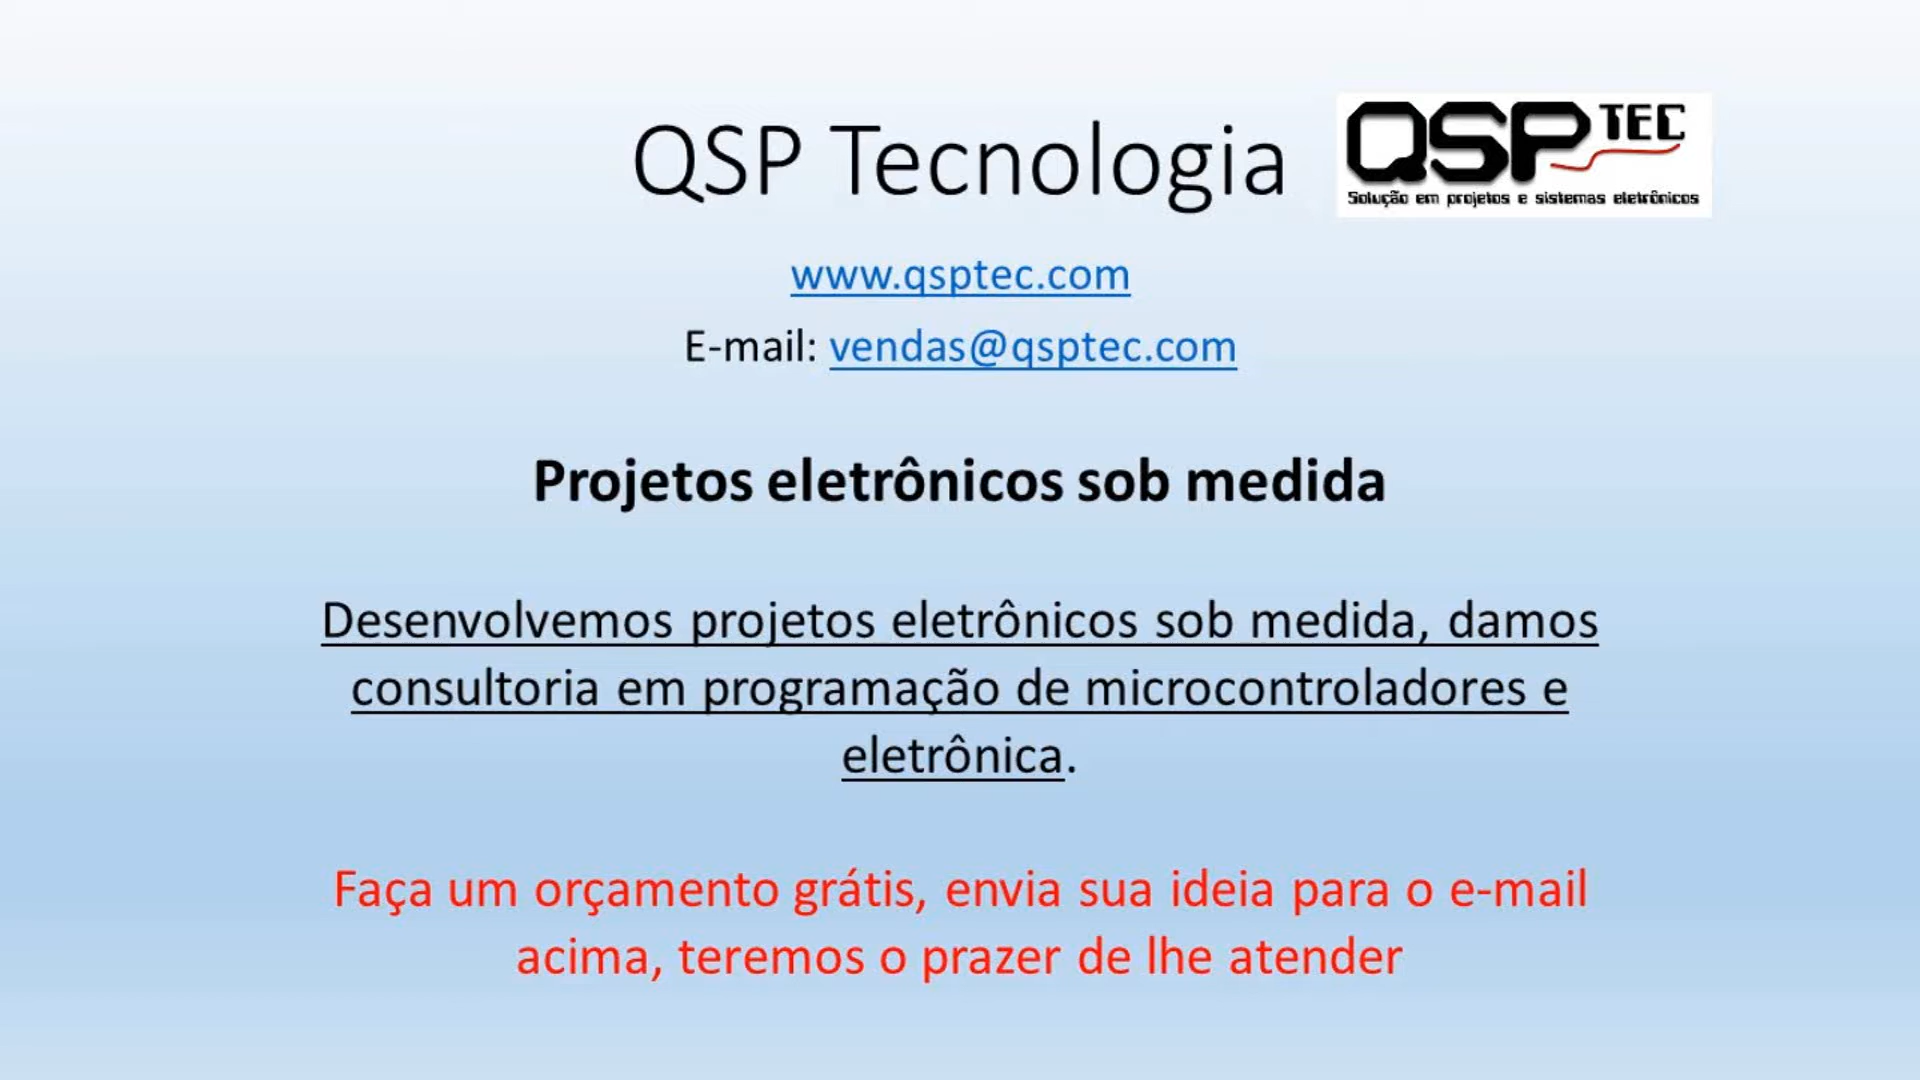 QSP Tecnologia
QSP TEC
Solução em projetos e sistemas eletrônicos
www.qsptec.com
E-mail: vendas@qsptec.com
Projetos eletrônicos sob medida
Desenvolvemos projetos eletrônicos sob medida, damos
consultoria em programação de microcontroladores e
eletrônica.
Faça um orçamento grátis, envia sua ideia para o e-mail
acima, teremos o prazer de lhe atender